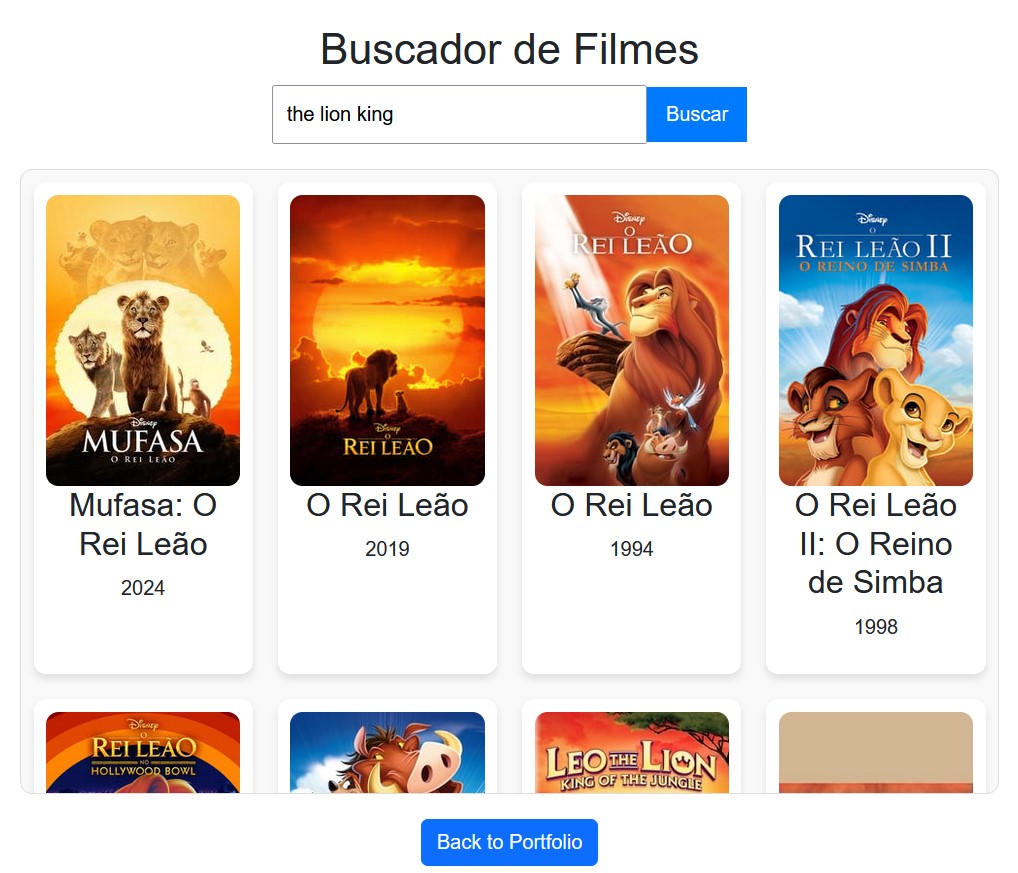 Buscador de Filmes
the lion king
Buscar
Disney
MUFASA
O REI LEÃO
Mufasa: O
Rei Leão
2024
Disney
O
REI LEÃO
O Rei Leão
2019
Disney
O
REI LEÃO
O Rei Leão
1994
Disney
O
REI LEÃO II
O REINO DE SIMBA
O Rei Leão
II: O Reino
de Simba
1998
Disney
O
REI LEÃO
NO
HOLLYWOOD BOWL
LEO THE LION
KING OF THE JUNGLE
Back to Portfolio